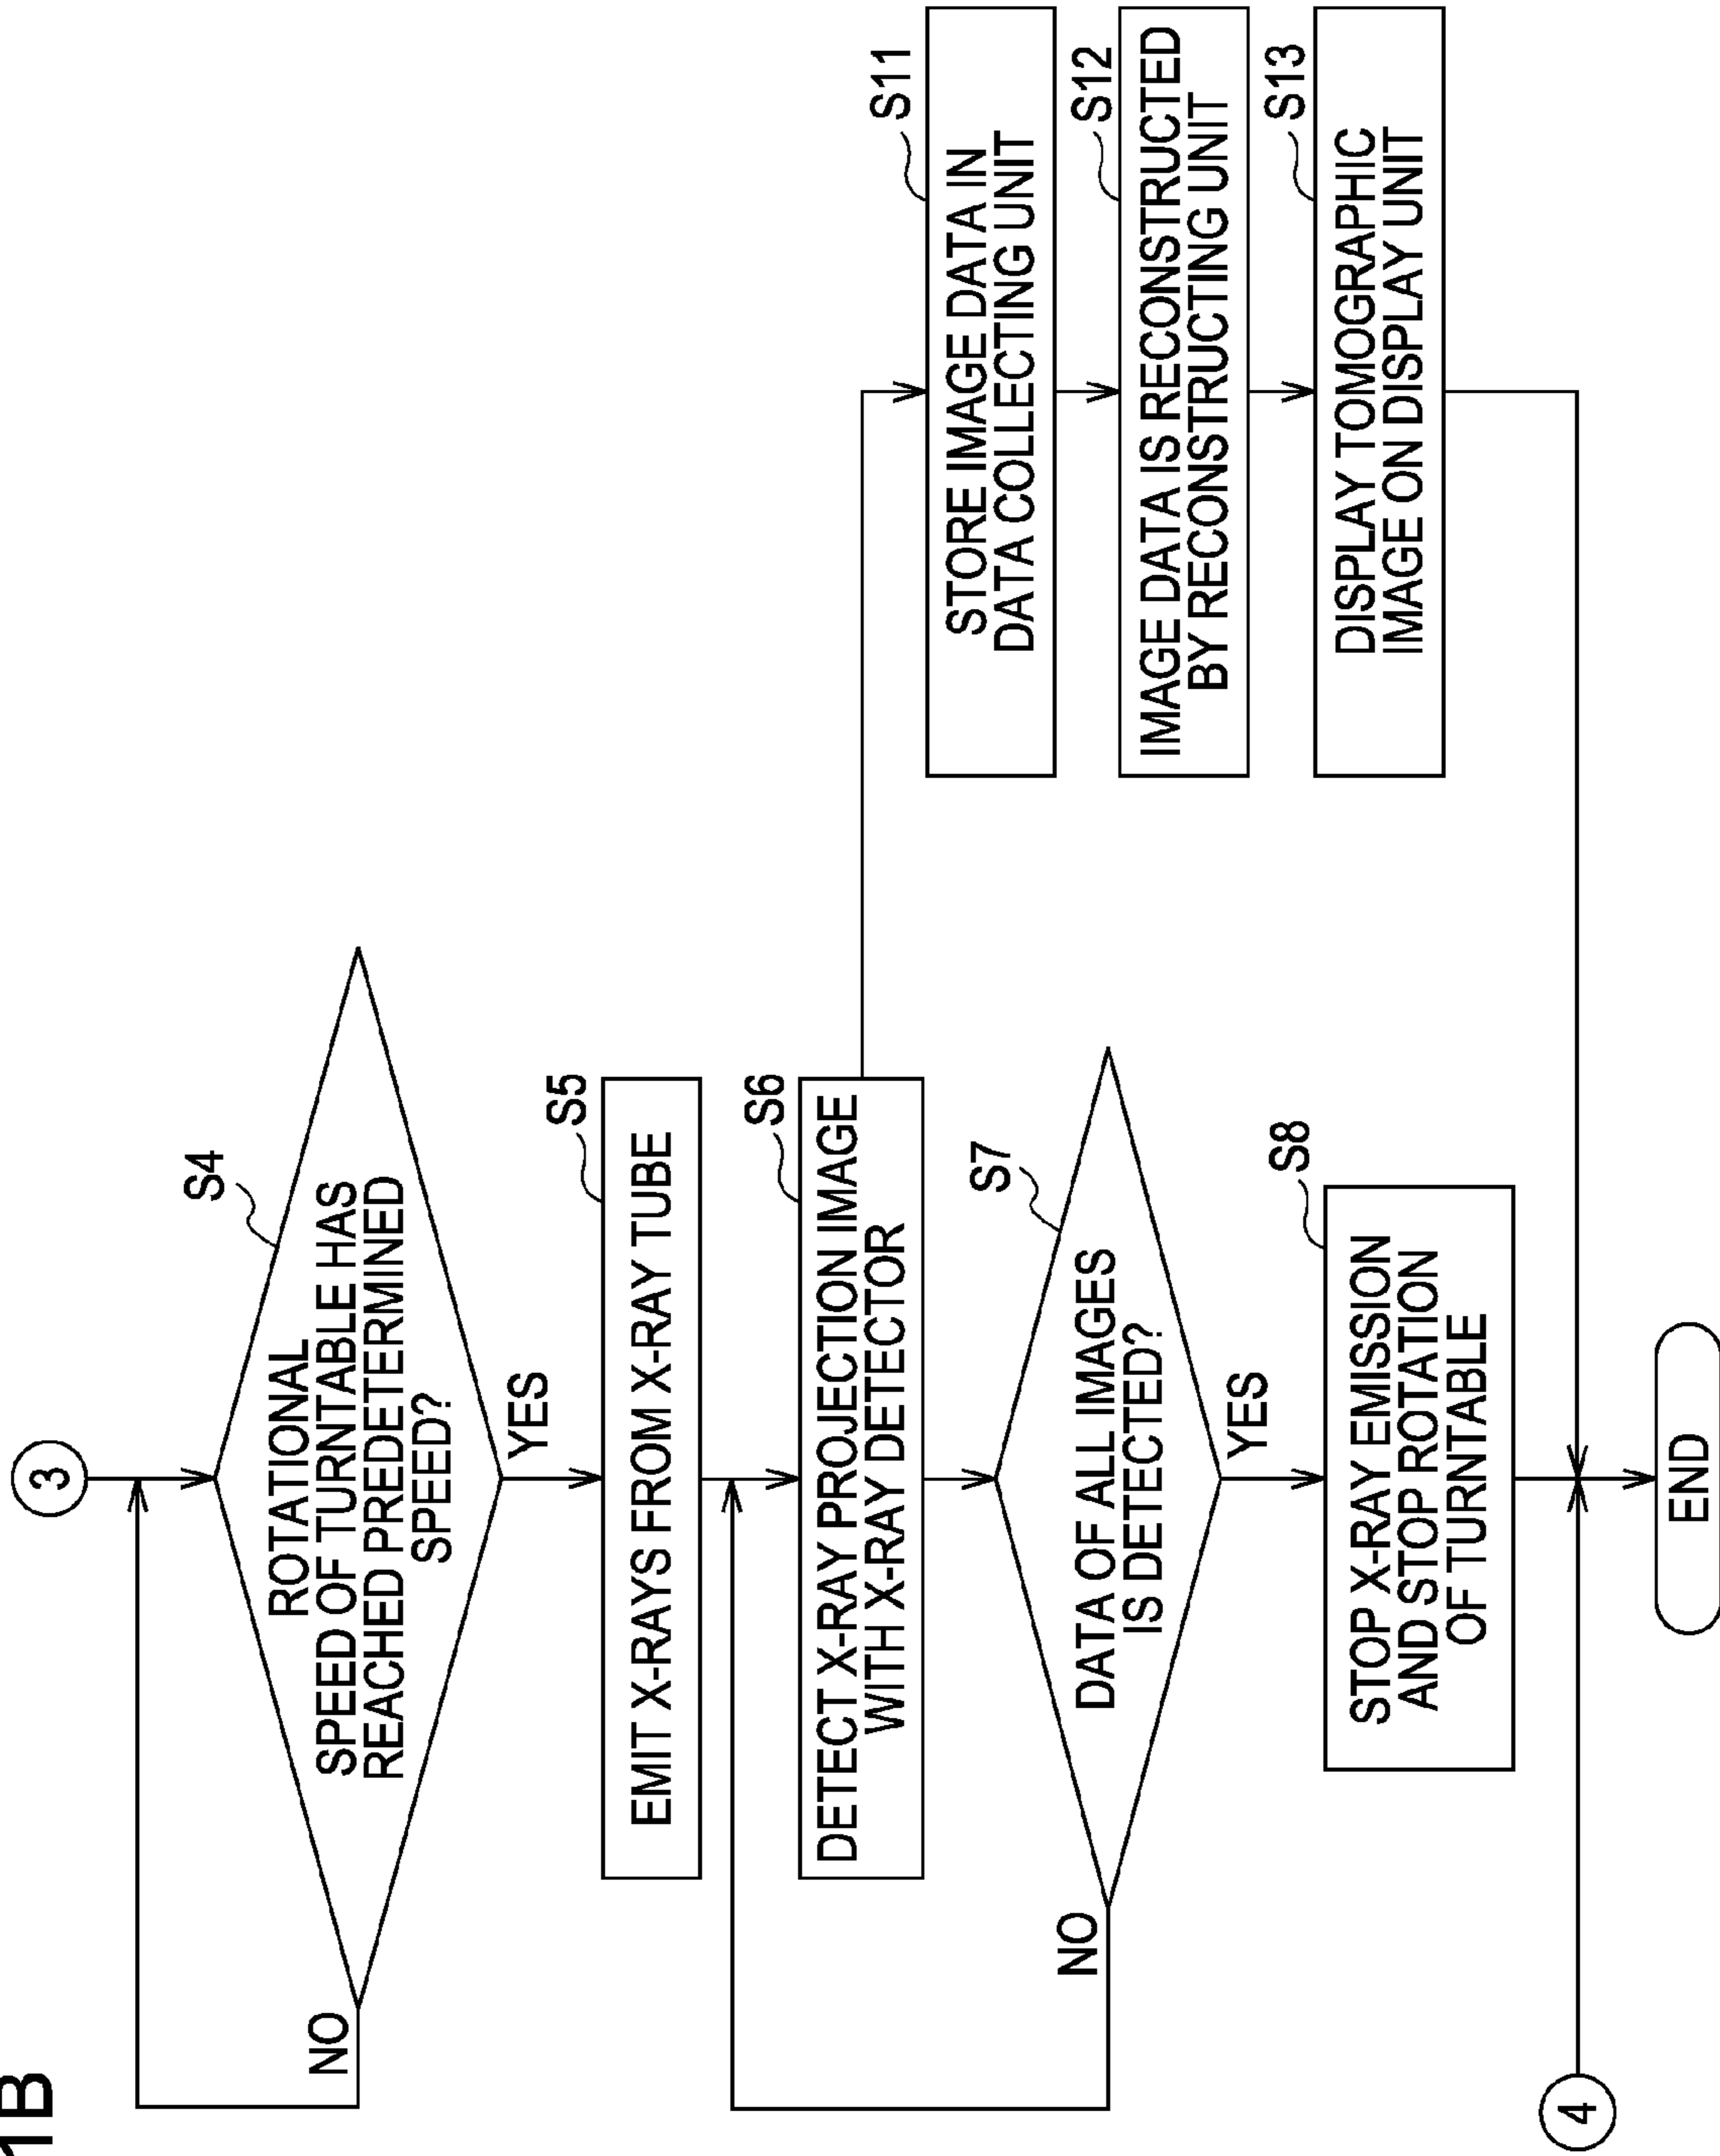 1B
3
S4
ROTATIONAL
SPEED OF TURNTABLE HAS
REACHED PREDETERMINED
SPEED?
NO
YES
S5
EMIT X-RAYS FROM X-RAY TUBE
S6
DETECT X-RAY PROJECTION IMAGE
WITH X-RAY DETECTOR
S7
DATA OF ALL IMAGES
IS DETECTED?
NO
YES
S8
STOP X-RAY EMISSION
AND STOP ROTATION
OF TURNTABLE
S11
STORE IMAGE DATA IN
DATA COLLECTING UNIT
S12
IMAGE DATA IS RECONSTRUCTED
BY RECONSTRUCTING UNIT
S13
DISPLAY TOMOGRAPHIC
IMAGE ON DISPLAY UNIT
4
END